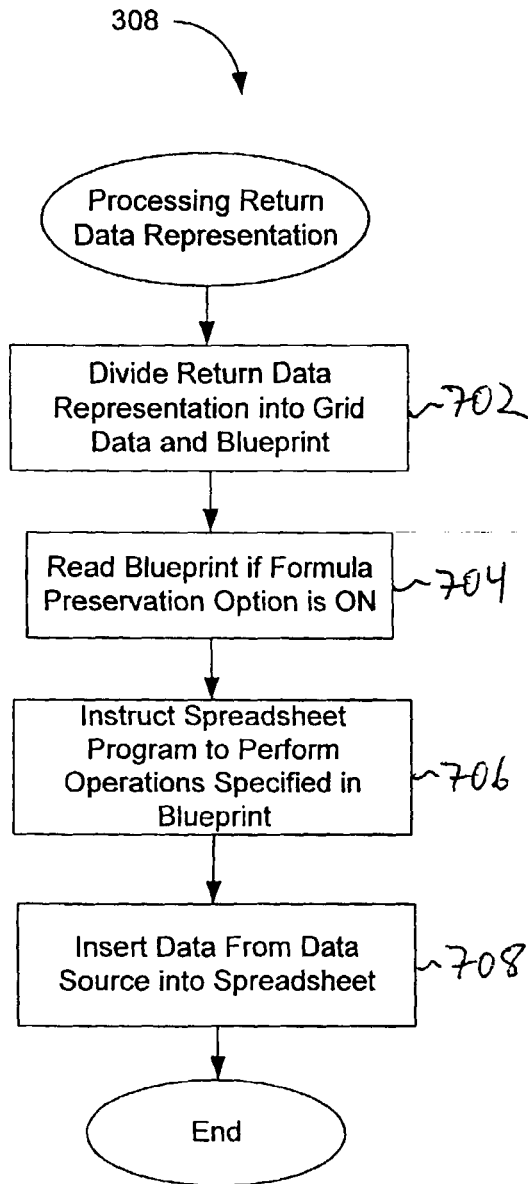 308
Processing Return
Data Representation
Divide Return Data
Representation into Grid
Data and Blueprint
702
Read Blueprint if Formula
Preservation Option is ON
704
Instruct Spreadsheet
Program to Perform
Operations Specified in
Blueprint
706
Insert Data From Data
Source into Spreadsheet
708
End